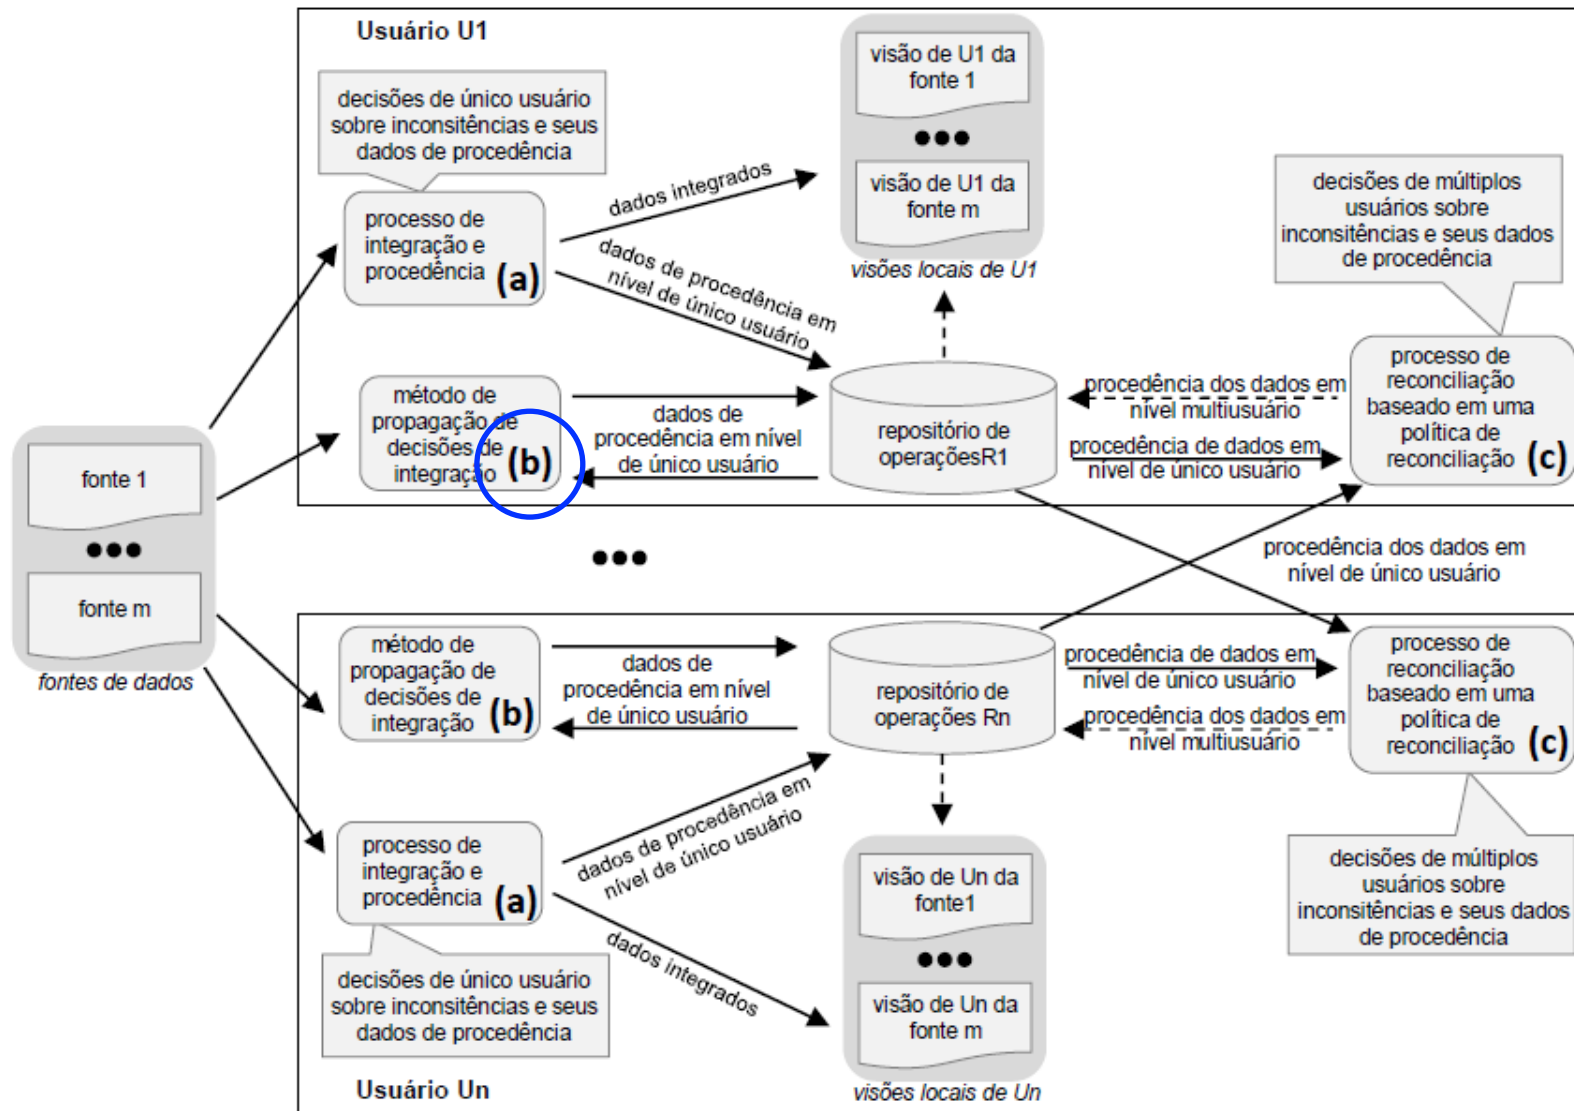 Usuário U1
decisões de único usuário
sobre inconsitências e seus
dados de procedência
processo de
integração e
procedência
(a)
dados integrados
dados de procedência em
nível de único usuário
visão de U1 da
fonte 1
visão de U1 da
fonte m
visões locais de U1
decisões de múltiplos
usuários sobre
inconsitências e seus dados
de procedência
método de
propagação de
decisões de
integração
(b)
dados de
procedência em nível
de único usuário
repositório de
operaçõesR1
procedência dos dados em
nível multiusuário
procedência de dados em
nível de único usuário
processo de
reconciliação
baseado em uma
política de
reconciliação
(c)
fonte 1
fonte m
fontes de dados
procedência dos dados em
nível de único usuário
método de
propagação de
decisões de
integração
(b)
dados de
procedência em nível
de único usuário
repositório de
operações Rn
procedência de dados em
nível de único usuário
procedência dos dados em
nível multiusuário
processo de
reconciliação
baseado em uma
política de
reconciliação
(c)
processo de
integração e
procedência
(a)
dados de procedência em
nível de único usuário
dados integrados
decisões de único usuário
sobre inconsitências e seus
dados de procedência
visão de Un da
fonte1
visão de Un da
fonte m
visões locais de Un
decisões de múltiplos
usuários sobre
inconsitências e seus dados
de procedência
Usuário Un